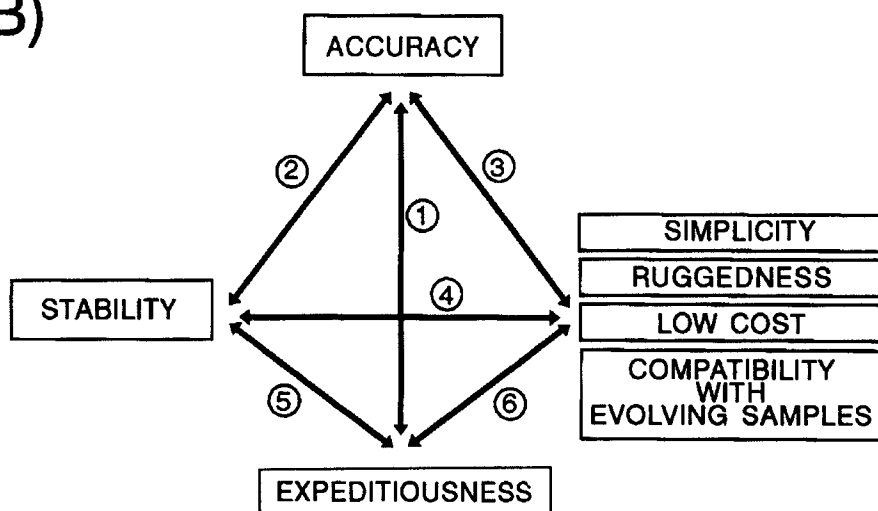 B)
ACCURACY
②
③
①
SIMPLICITY
RUGGEDNESS
④
STABILITY
LOW COST
COMPATIBILITY
WITH
EVOLVING SAMPLES
⑤
⑥
EXPEDITIOUSNESS